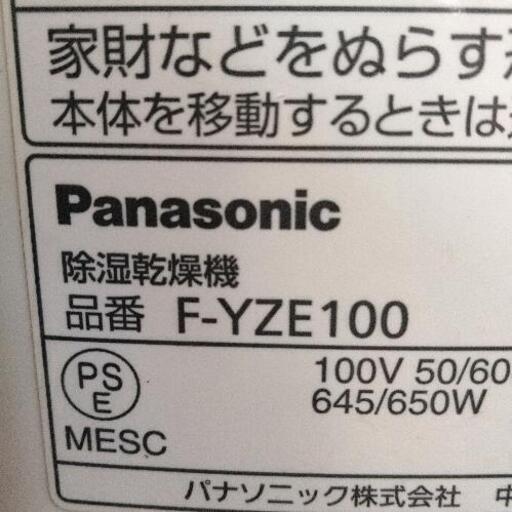 家財などをぬらす
本体を移動するときは
Panasonic
除湿乾燥機
品番 F-YZE100
PS
E
100V 50/60
645/650W
MESC
パナソニック株式会社 中